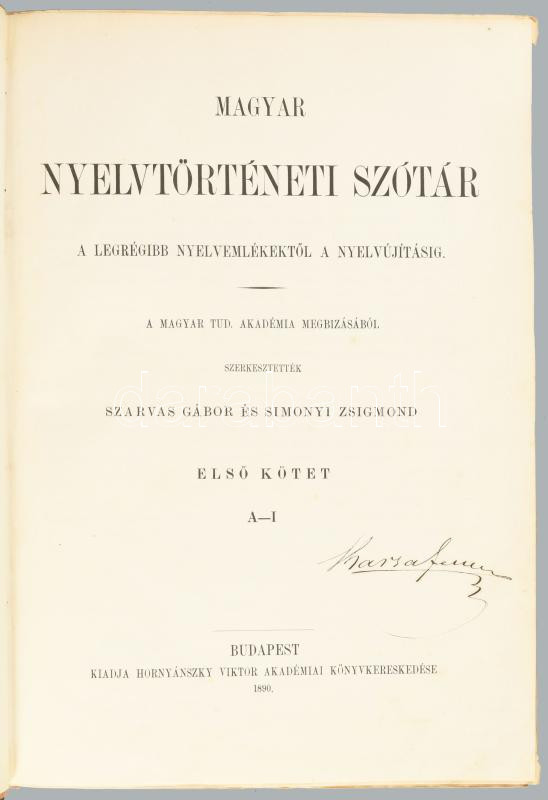 MAGYAR
NYELVTÖRTÉNETI SZÓTÁR
A LEGRÉGIBB NYELVEMLÉKEKTŐL A NYELVÚJÍTÁSIG.
A MAGYAR TUD. AKADÉMIA MEGBIZÁSÁBÓL
SZERKESZTETTÉK
darabanth
SZARVAS GÁBOR ÉS SIMONYI ZSIGMOND
ELSŐ KÖTET
A—I
BUDAPEST
KIADJA HORNYÁNSZKY VIKTOR AKADÉMIAI KÖNYVKERESKEDÉSE
1890.